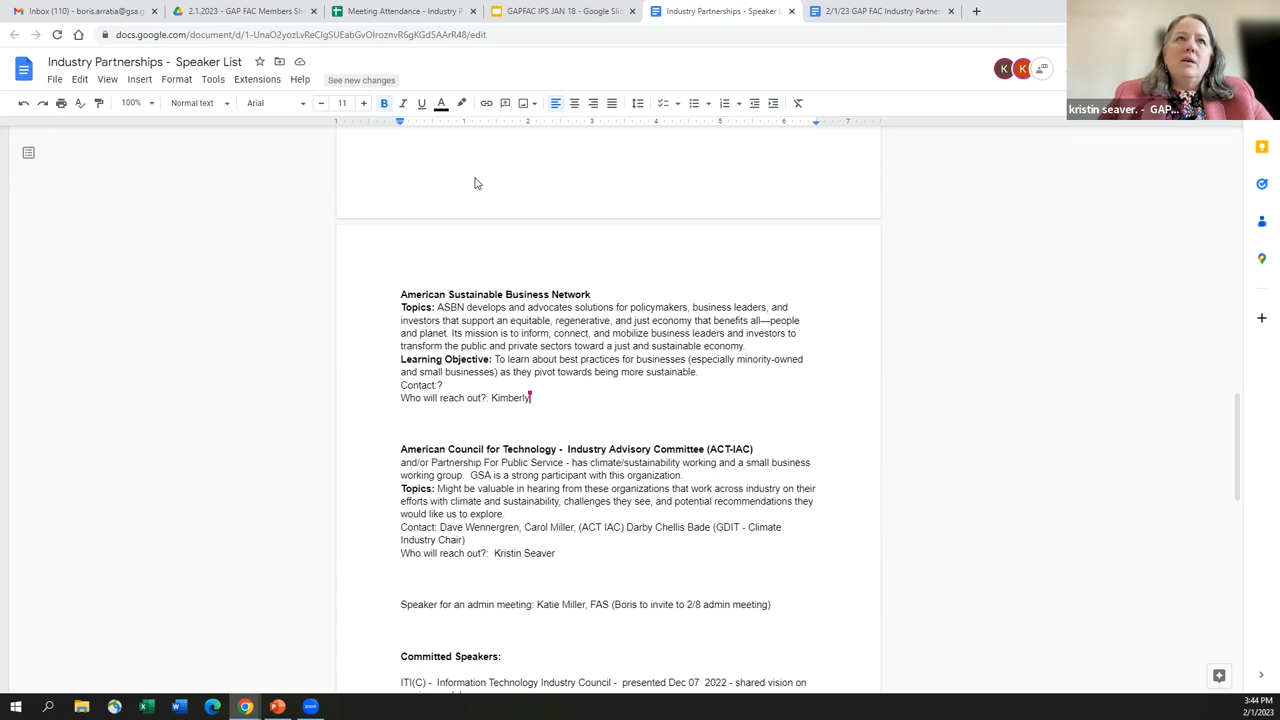 Inbox (110) - boris.arratia@gsa.g
2.1.2023 - GAP FAC Members Sha
Meeting Attendance - Industry P
GAPFAC IPS JAN 18 - Google Slid
Industry Partnerships - Speaker L
2/1/23 GAP FAC Industry Partner
docs.google.com/document/d/1-UnaO2yozLvReClgSUEabGvOIroznvR6gKGd5AArR48/edit
Industry Partnerships - Speaker List
File Edit View Insert Format Tools Extensions Help See new changes
K K
kristin seaver. - GAP...
100% Normal text Arial 11 B I U A
1 1 2 3 4 5 6 7
American Sustainable Business Network
Topics: ASBN develops and advocates solutions for policymakers, business leaders, and
investors that support an equitable, regenerative, and just economy that benefits all—people
and planet. Its mission is to inform, connect, and mobilize business leaders and investors to
transform the public and private sectors toward a just and sustainable economy.
Learning Objective: To learn about best practices for businesses (especially minority-owned
and small businesses) as they pivot towards being more sustainable.
Contact:?
Who will reach out?: Kimberly
American Council for Technology - Industry Advisory Committee (ACT-IAC)
and/or Partnership For Public Service - has climate/sustainability working and a small business
working group. GSA is a strong participant with this organization.
Topics: Might be valuable in hearing from these organizations that work across industry on their
efforts with climate and sustainability, challenges they see, and potential recommendations they
would like us to explore.
Contact: Dave Wennergren, Carol Miller, (ACT IAC) Darby Chellis Bade (GDIT - Climate
Industry Chair)
Who will reach out?: Kristin Seaver
Speaker for an admin meeting: Katie Miller, FAS (Boris to invite to 2/8 admin meeting)
Committed Speakers:
ITI(C) - Information Technology Industry Council - presented Dec 07 2022 - shared vision on
3:44 PM
2/1/2023